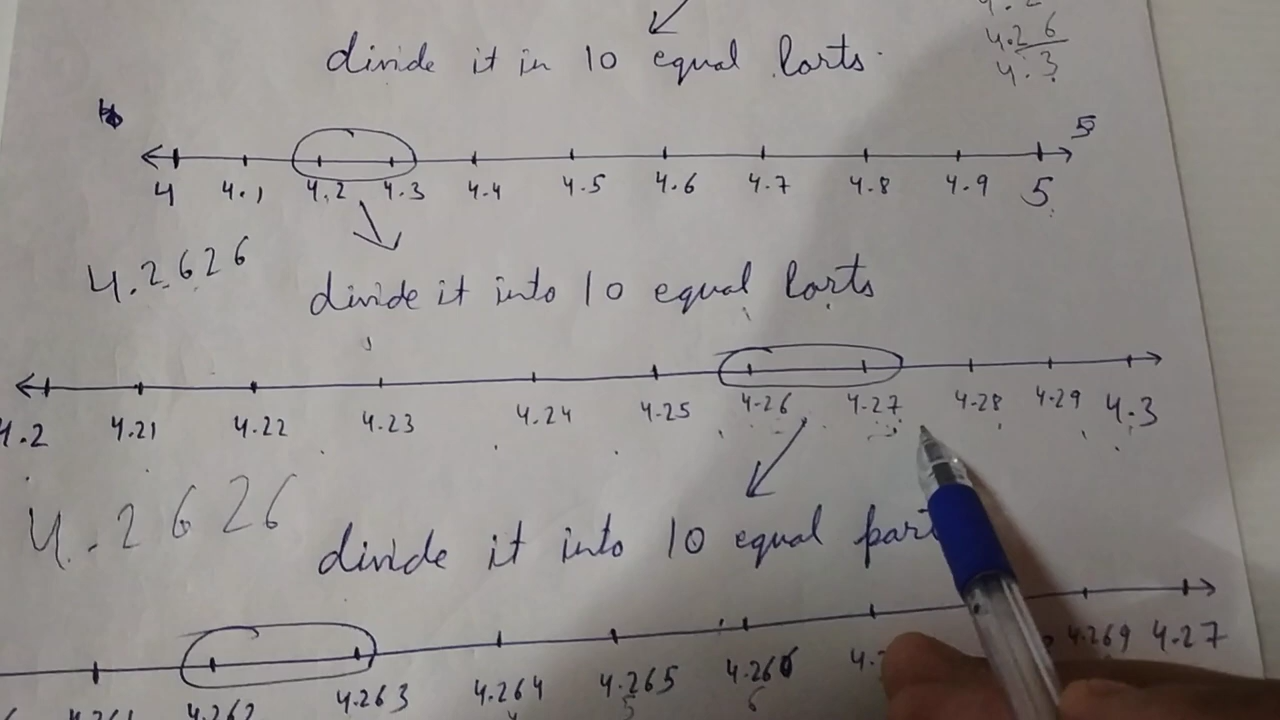 4.26
4.3
divide it in 10 equal Parts.
5
4 4.1 4.2 4.3 4.4 4.5 4.6 4.7 4.8 4.9 5
4.2626
divide it into 10 equal Parts
4.2 4.21 4.22 4.23 4.24 4.25 4.26 4.27 4.28 4.29 4.3
4.2626
divide it into 10 equal part
4.261 4.262 4.263 4.264 4.265 4.266 4.269 4.27
5 6